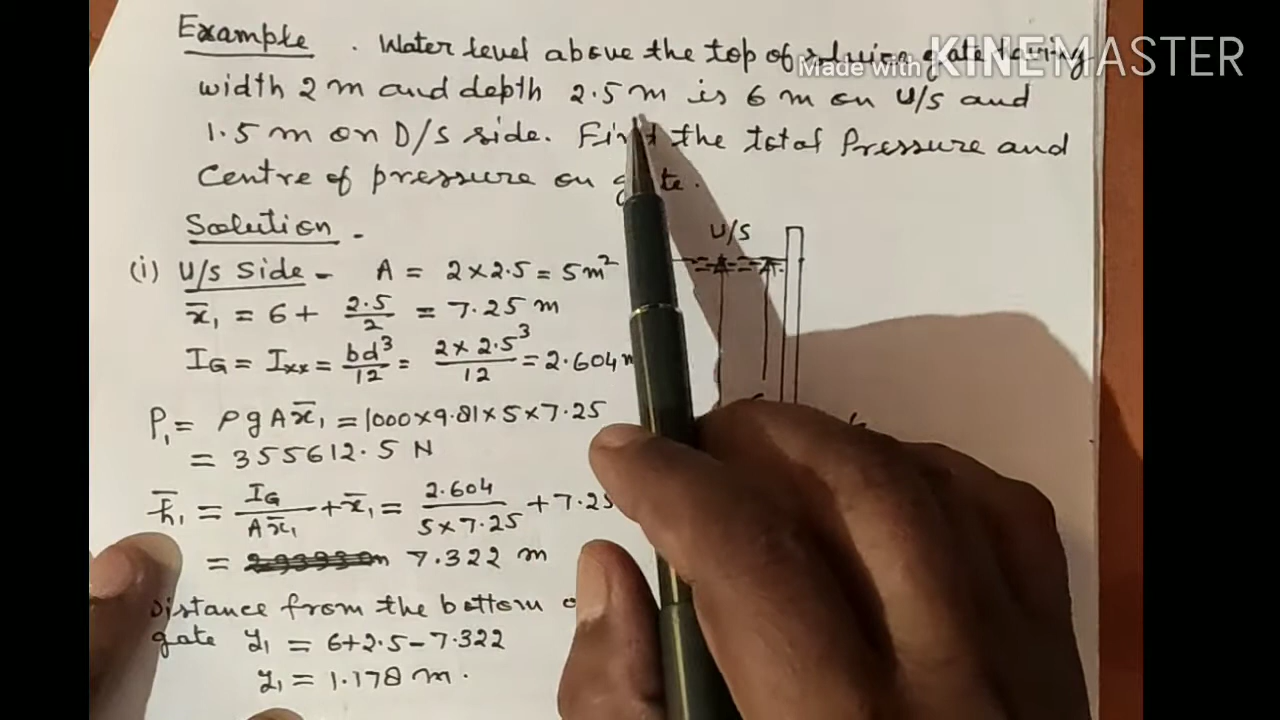 Example. Water level above the top of sluice gate having
Made with KINEMASTER
width 2 m and depth 2.5 m is 6 m on U/S and
1.5 m on D/S side. Find the total Pressure and
Centre of pressure on gate.
Solution -
U/S
(i) U/s Side - A = 2×2.5 = 5m²
x̄₁ = 6 + 2.5/2 = 7.25 m
I_G = I_xx = bd³/12 = 2×2.5³/12 = 2.604 m
P₁ = ρgAx̄₁ = 1000×9.81×5×7.25
= 355612.5 N
h̄₁ = I_G/Ax̄₁ + x̄₁ = 2.604/5×7.25 + 7.25
= 7.322 m
Distance from the bottom
gate y₁ = 6+2.5-7.322
y₁ = 1.178 m.